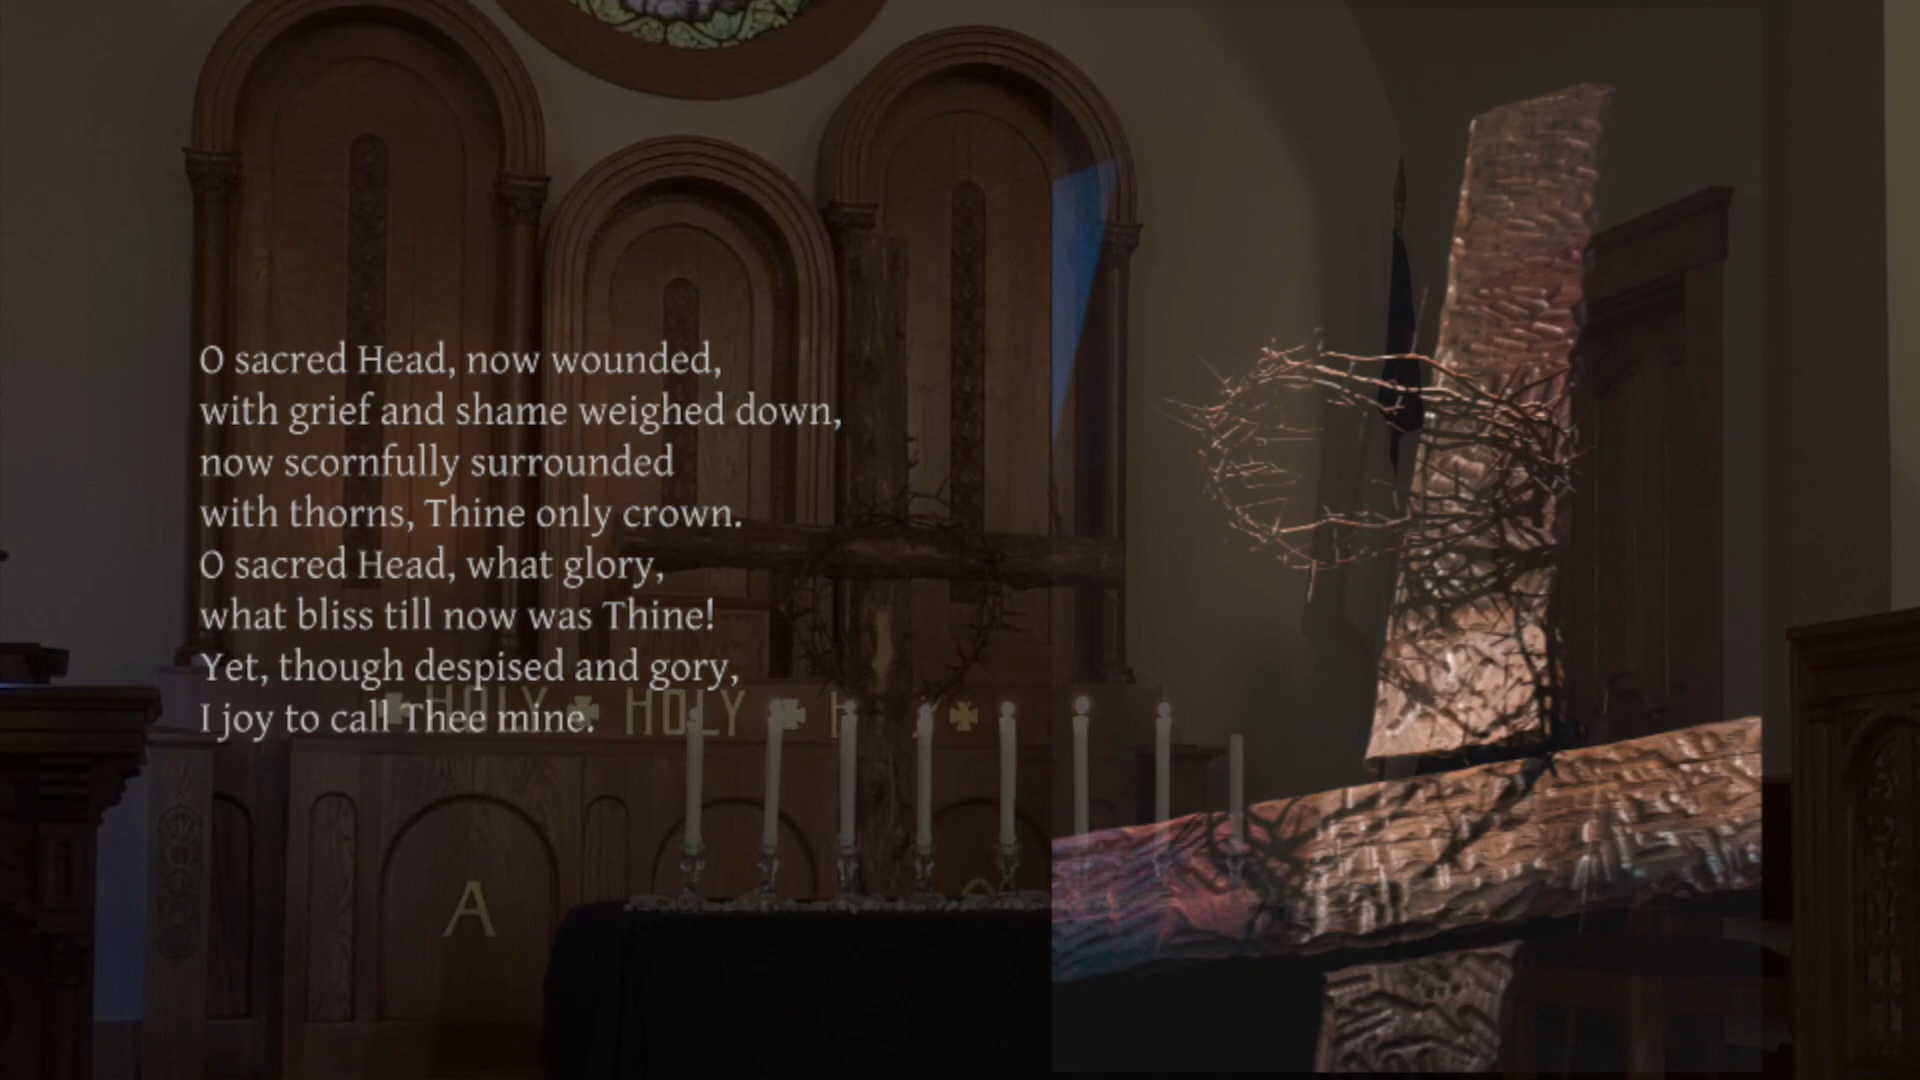 O sacred Head, now wounded,
with grief and shame weighed down,
now scornfully surrounded
with thorns, Thine only crown.
O sacred Head, what glory,
what bliss till now was Thine!
Yet, though despised and gory,
I joy to call Thee mine.
HOLY HOLY H
A